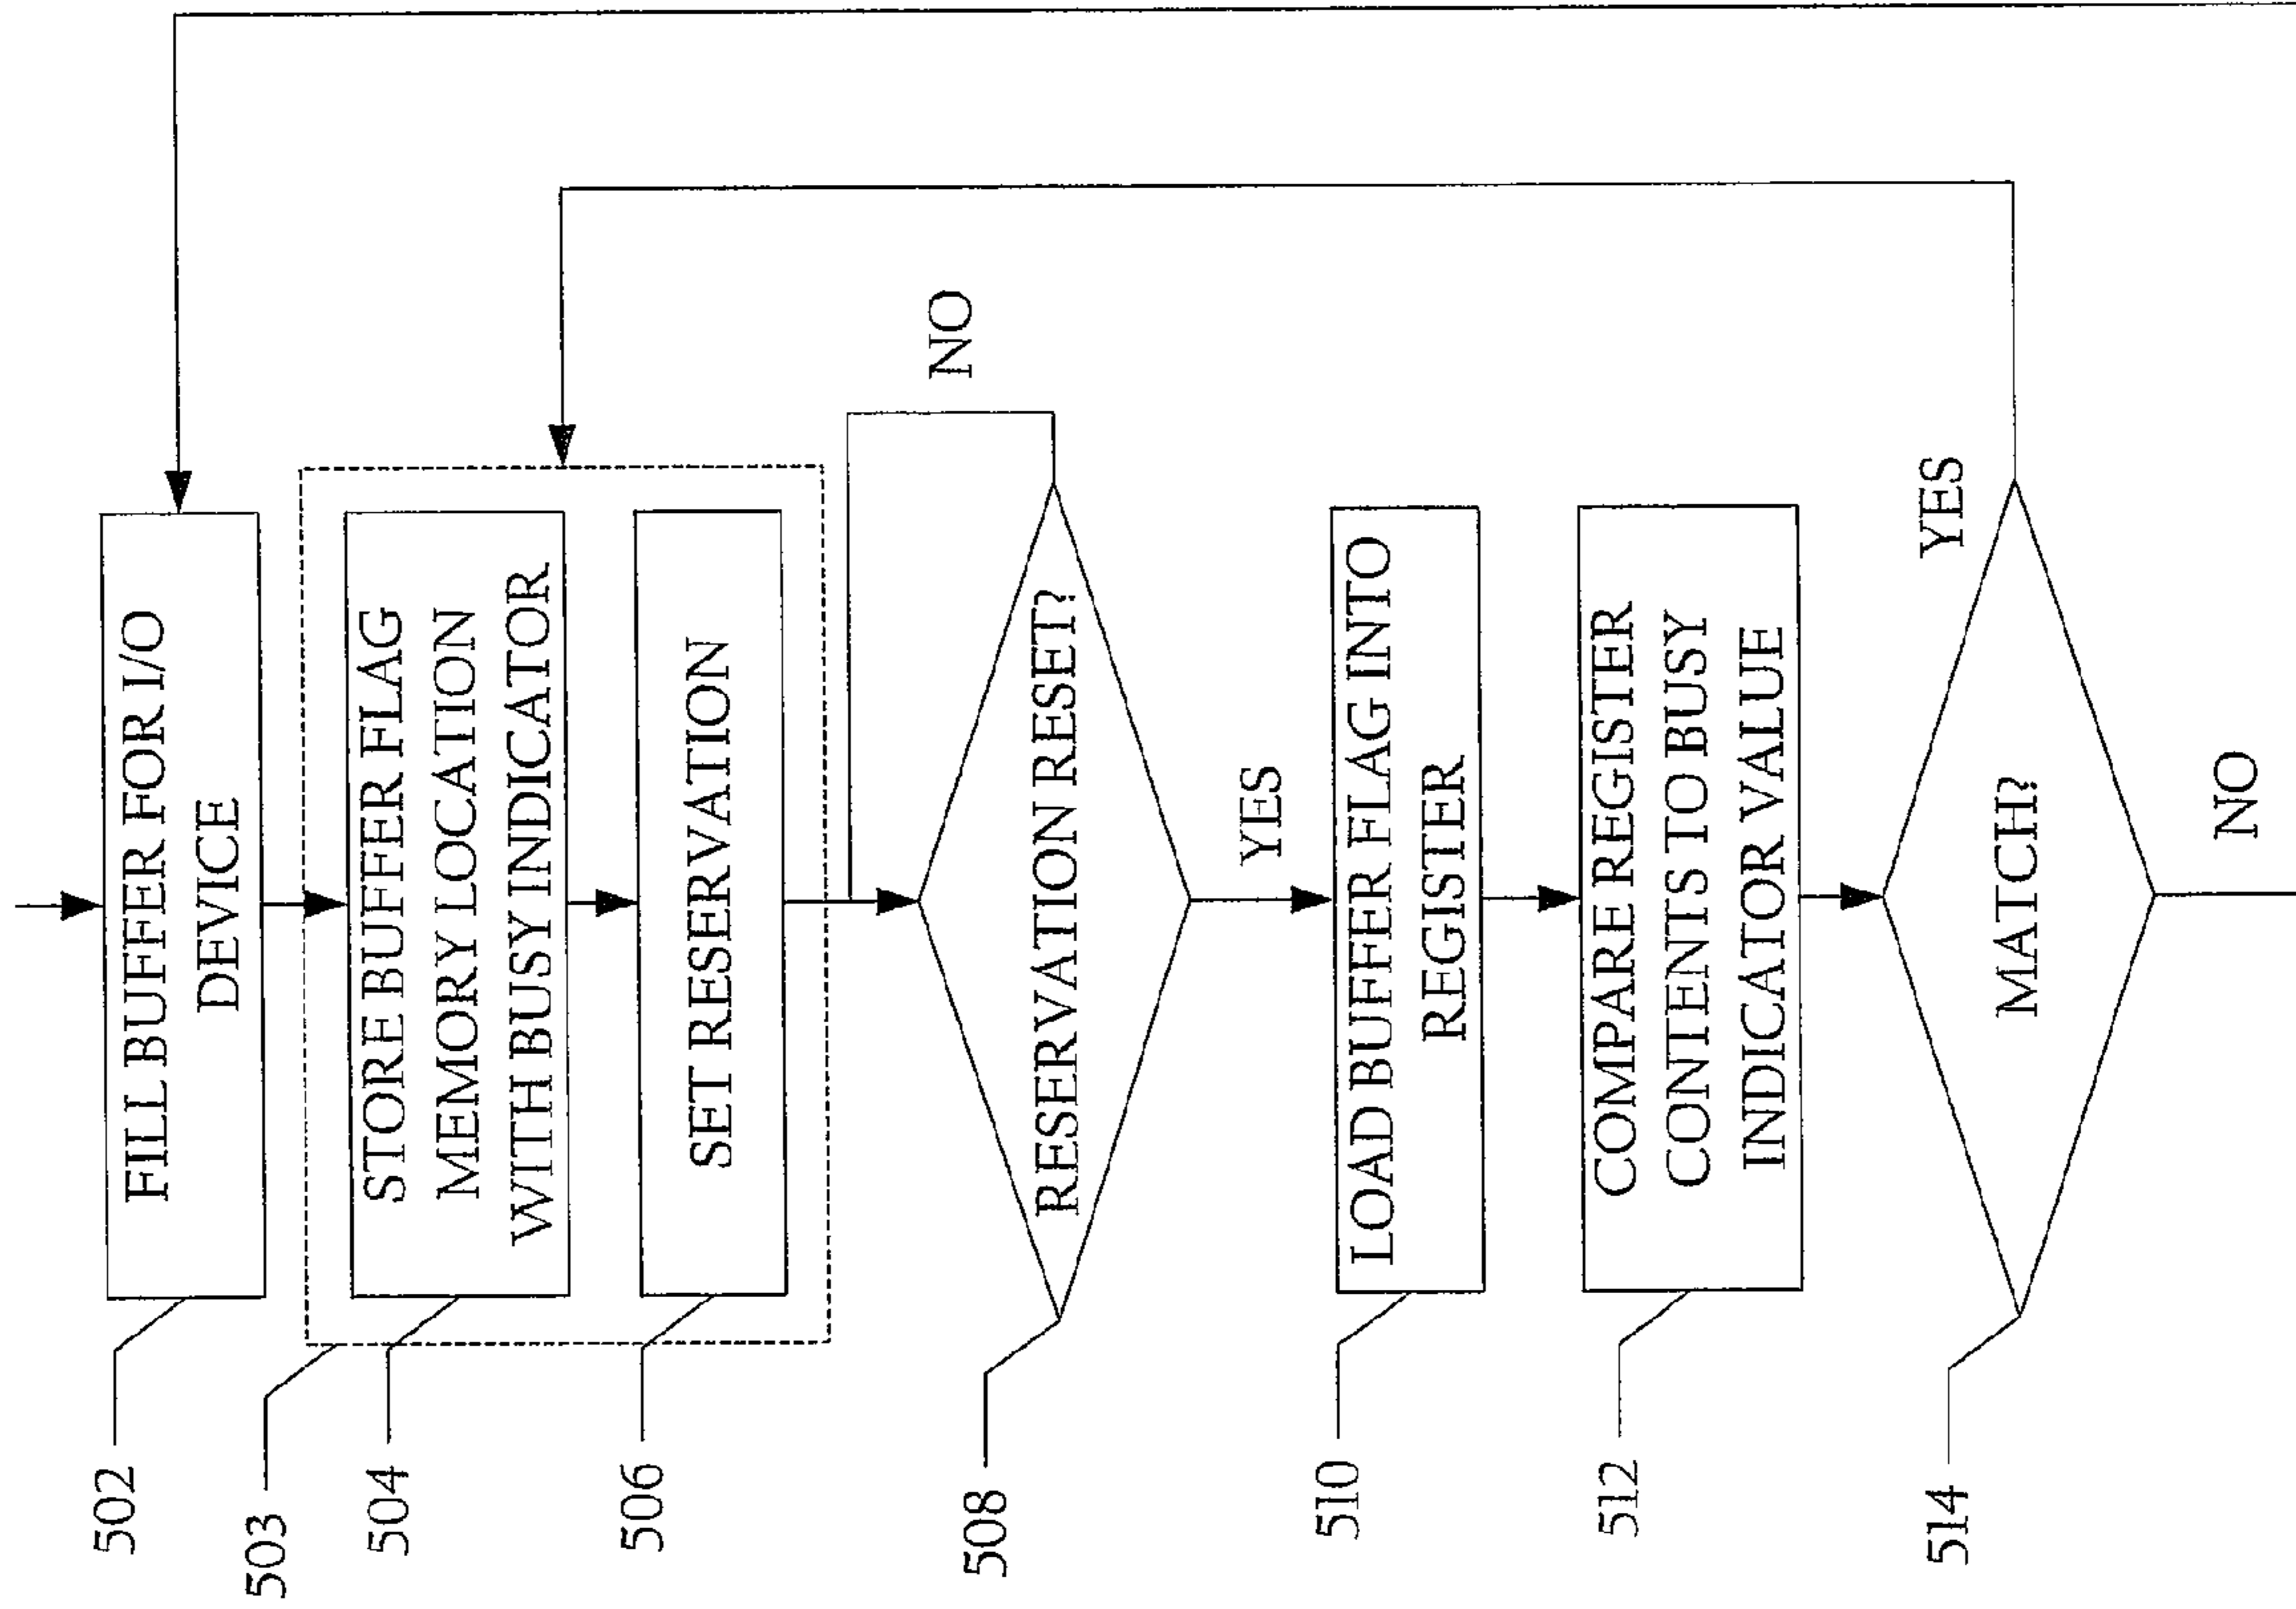 502
FILL BUFFER FOR I/O
DEVICE
503
504
STORE BUFFER FLAG
MEMORY LOCATION
WITH BUSY INDICATOR
506
SET RESERVATION
508
RESERVATION RESET?
NO
YES
510
LOAD BUFFER FLAG INTO
REGISTER
512
COMPARE REGISTER
CONTENTS TO BUSY
INDICATOR VALUE
514
MATCH?
YES
NO